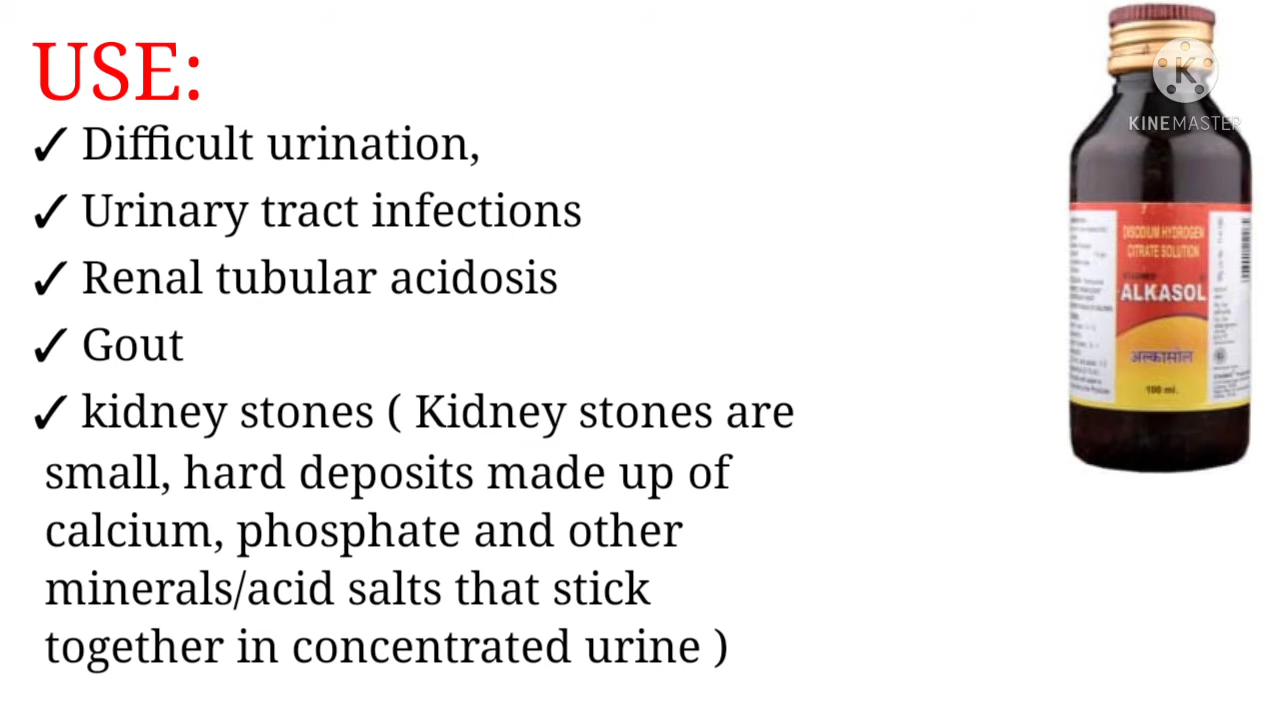 USE:
✓ Difficult urination,
✓ Urinary tract infections
✓ Renal tubular acidosis
✓ Gout
✓ kidney stones ( Kidney stones are
small, hard deposits made up of
calcium, phosphate and other
minerals/acid salts that stick
together in concentrated urine )
K
KINEMASTER
DISODIUM HYDROGEN
CITRATE SOLUTION
ALKASOL
अल्कासोल
100 ml.